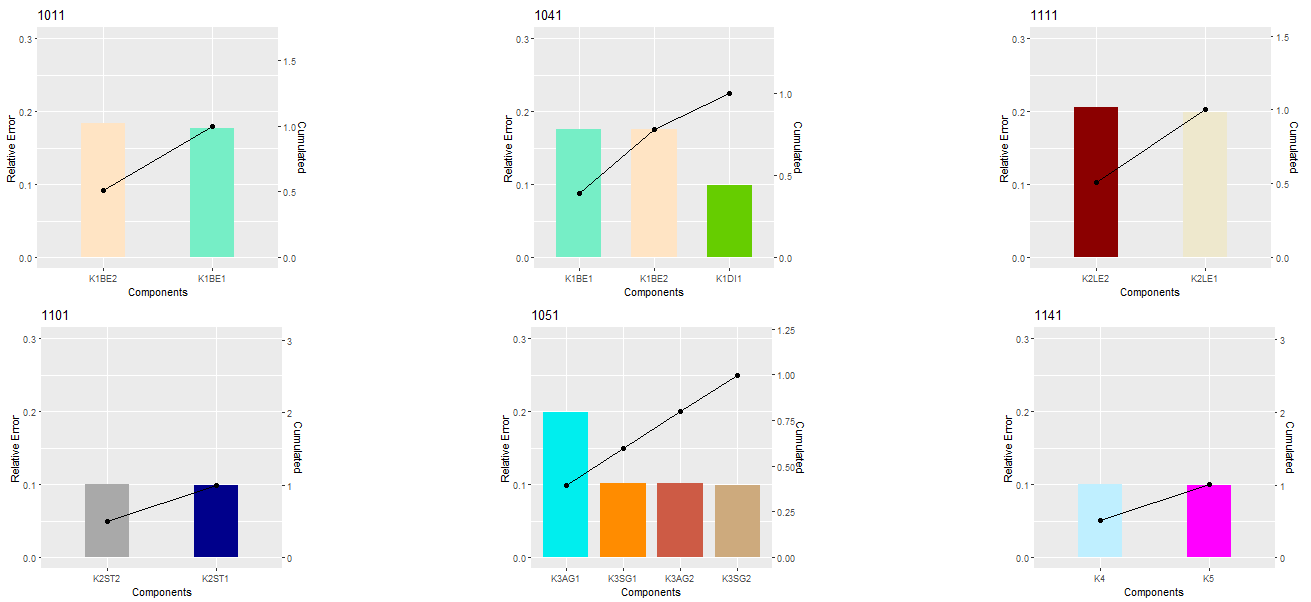 1011
0.3
0.2
0.1
0.0
Relative Error
1.5
1.0
0.5
0.0
Cumulated
K1BE2 K1BE1
Components
1041
0.3
0.2
0.1
0.0
Relative Error
1.0
0.5
0.0
Cumulated
K1BE1 K1BE2 K1DI1
Components
1111
0.3
0.2
0.1
0.0
Relative Error
1.5
1.0
0.5
0.0
Cumulated
K2LE2 K2LE1
Components
1101
0.3
0.2
0.1
0.0
Relative Error
3
2
1
0
Cumulated
K2ST2 K2ST1
Components
1051
0.3
0.2
0.1
0.0
Relative Error
1.25
1.00
0.75
0.50
0.25
0.00
Cumulated
K3AG1 K3SG1 K3AG2 K3SG2
Components
1141
0.3
0.2
0.1
0.0
Relative Error
3
2
1
0
Cumulated
K4 K5
Components